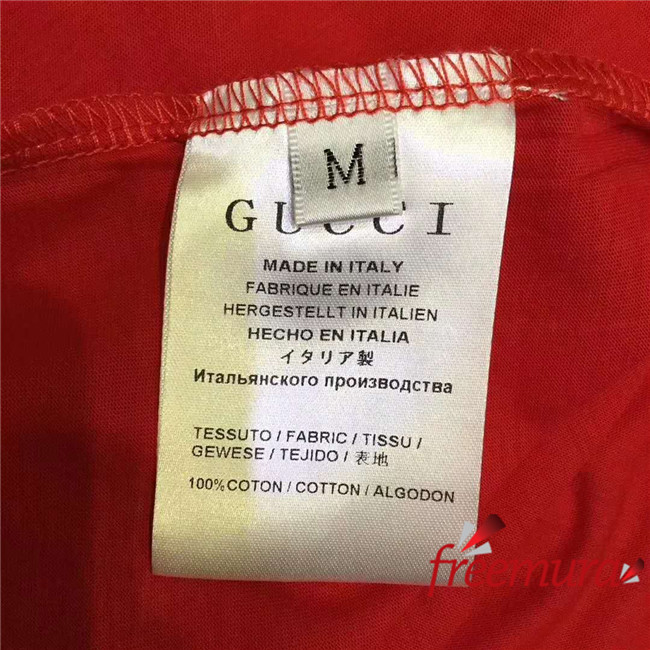 M
GUCCI
MADE IN ITALY
FABRIQUE EN ITALIE
HERGESTELLT IN ITALIEN
HECHO EN ITALIA
イタリア製
Итальянского производства
TESSUTO / FABRIC / TISSU /
GEWESE / TEJIDO / 表地
100%COTON / COTTON / ALGODON
freemura